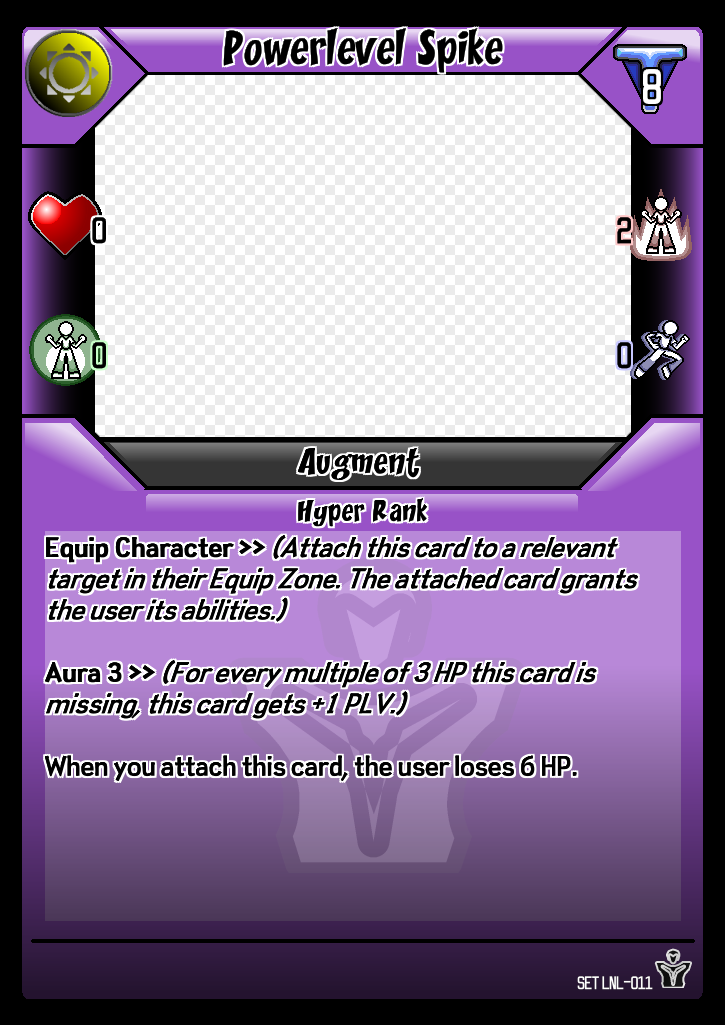 Powerlevel Spike
8
0
2
0
0
Augment
Hyper Rank
Equip Character >> (Attach this card to a relevant
target in their Equip Zone. The attached card grants
the user its abilities.)
Aura 3 >> (For every multiple of 3 HP this card is
missing, this card gets +1 PLV.)
When you attach this card, the user loses 6 HP.
SET LNL-011